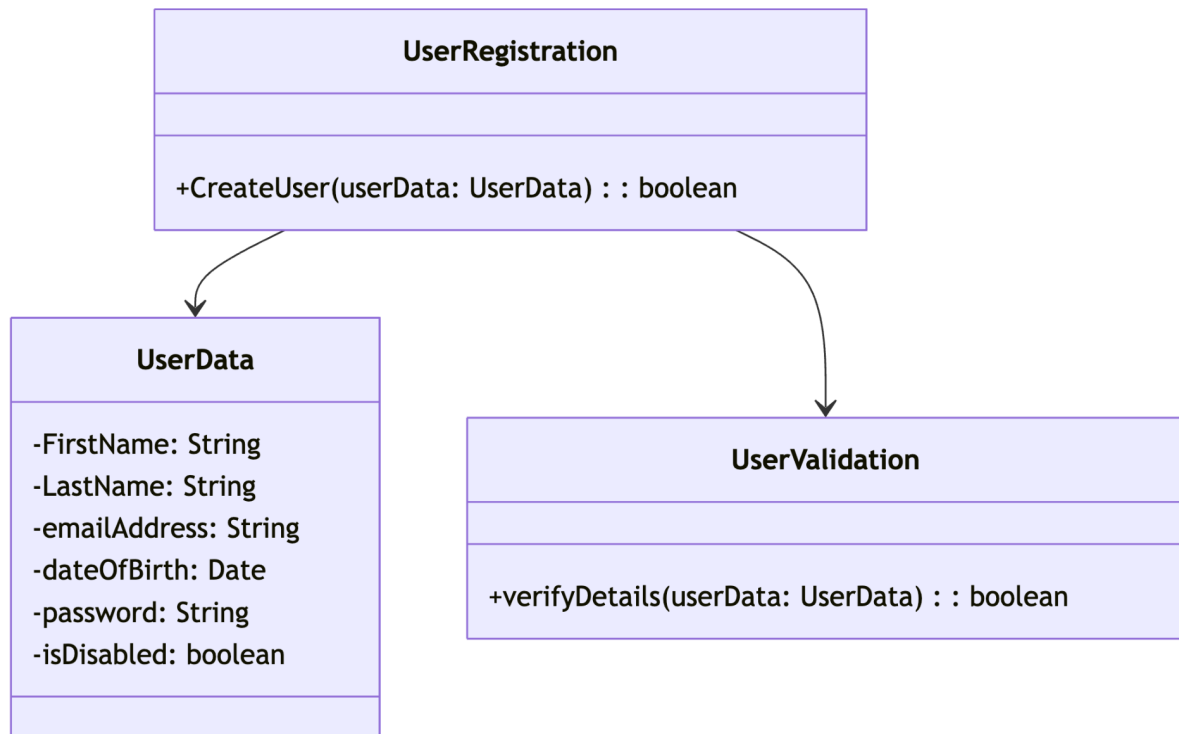 UserRegistration
+CreateUser(userData: UserData) : : boolean
UserData
-FirstName: String
-LastName: String
-emailAddress: String
-dateOfBirth: Date
-password: String
-isDisabled: boolean
UserValidation
+verifyDetails(userData: UserData) : : boolean